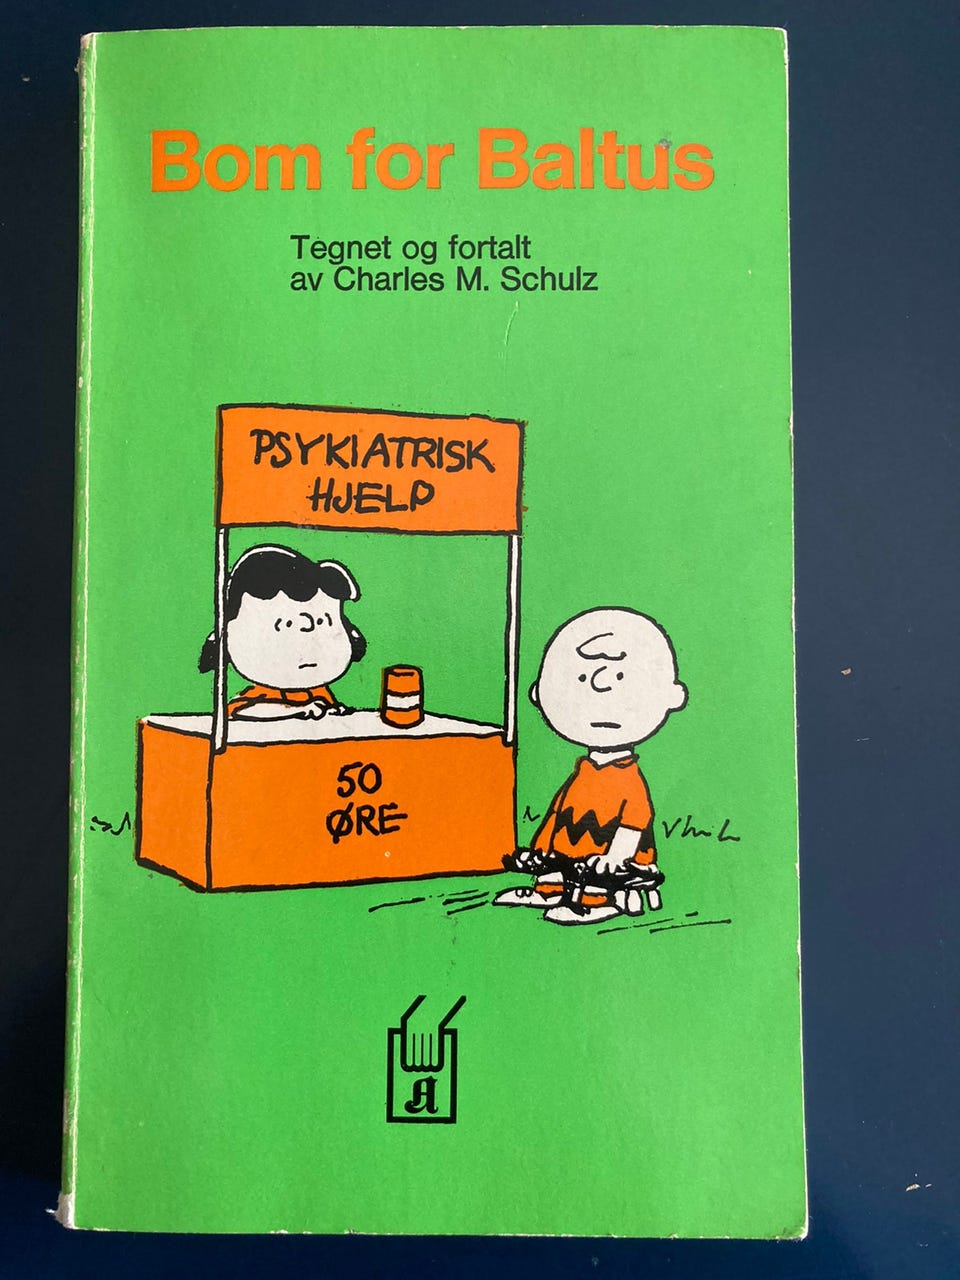 Bom for Baltus
Tegnet og fortalt
av Charles M. Schulz
PSYKIATRISK
HJELP
50
ØRE
A